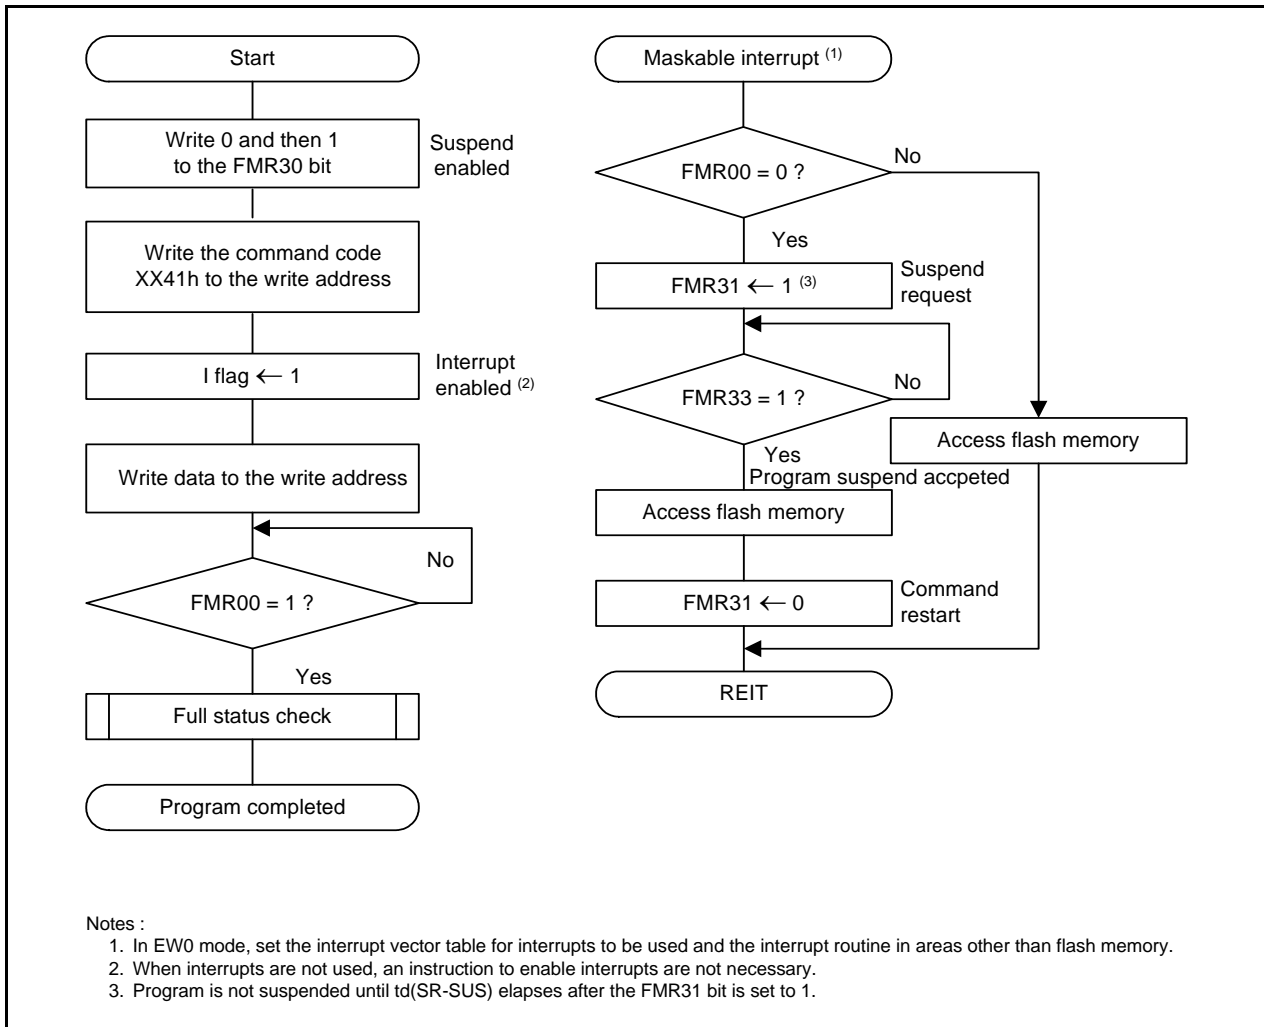 Start
Write 0 and then 1
to the FMR30 bit
Suspend
enabled
Write the command code
XX41h to the write address
I flag ← 1
Interrupt
enabled (2)
Write data to the write address
No
FMR00 = 1 ?
Yes
Full status check
Program completed
Maskable interrupt (1)
FMR00 = 0 ?
No
Yes
FMR31 ← 1 (3)
Suspend
request
FMR33 = 1 ?
No
Yes
Program suspend accpeted
Access flash memory
Access flash memory
FMR31 ← 0
Command
restart
REIT
Notes :
1. In EW0 mode, set the interrupt vector table for interrupts to be used and the interrupt routine in areas other than flash memory.
2. When interrupts are not used, an instruction to enable interrupts are not necessary.
3. Program is not suspended until td(SR-SUS) elapses after the FMR31 bit is set to 1.